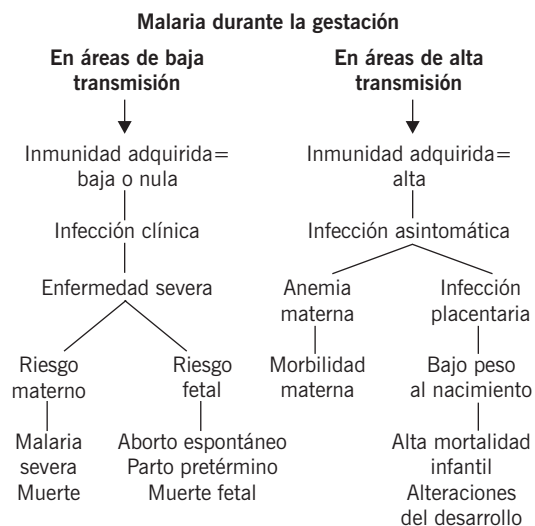 Malaria durante la gestación
En áreas de baja
transmisión
Inmunidad adquirida=
baja o nula
Infección clínica
Enfermedad severa
Riesgo
materno
Malaria
severa
Muerte
Riesgo
fetal
Aborto espontáneo
Parto pretérmino
Muerte fetal
En áreas de alta
transmisión
Inmunidad adquirida=
alta
Infección asintomática
Anemia
materna
Morbilidad
materna
Infección
placentaria
Bajo peso
al nacimiento
Alta mortalidad
infantil
Alteraciones
del desarrollo